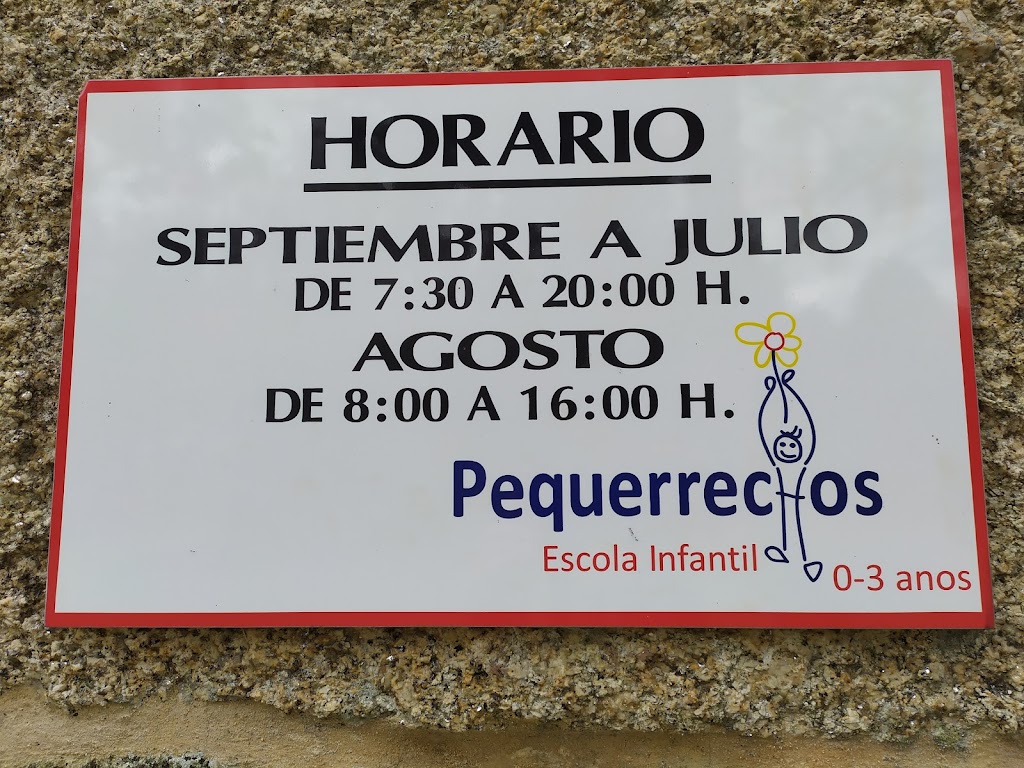 HORARIO
SEPTIEMBRE A JULIO
DE 7:30 A 20:00 H.
AGOSTO
DE 8:00 A 16:00 H.
Pequerrechos
Escola Infantil
0-3 anos